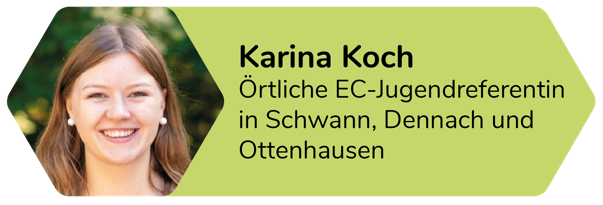 Karina Koch
Örtliche EC-Jugendreferentin
in Schwann, Dennach und
Ottenhausen